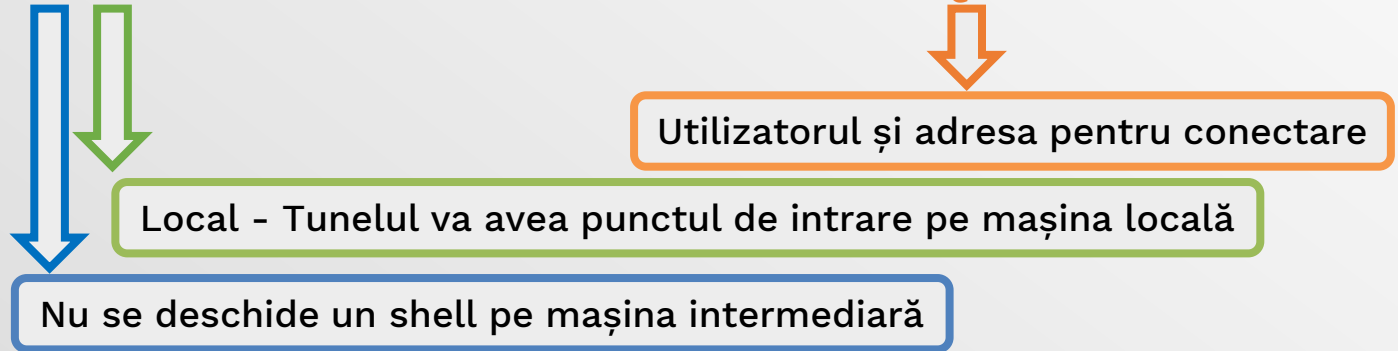 Utilizatorul și adresa pentru conectare
Local - Tunelul va avea punctul de intrare pe mașina locală
Nu se deschide un shell pe mașina intermediară